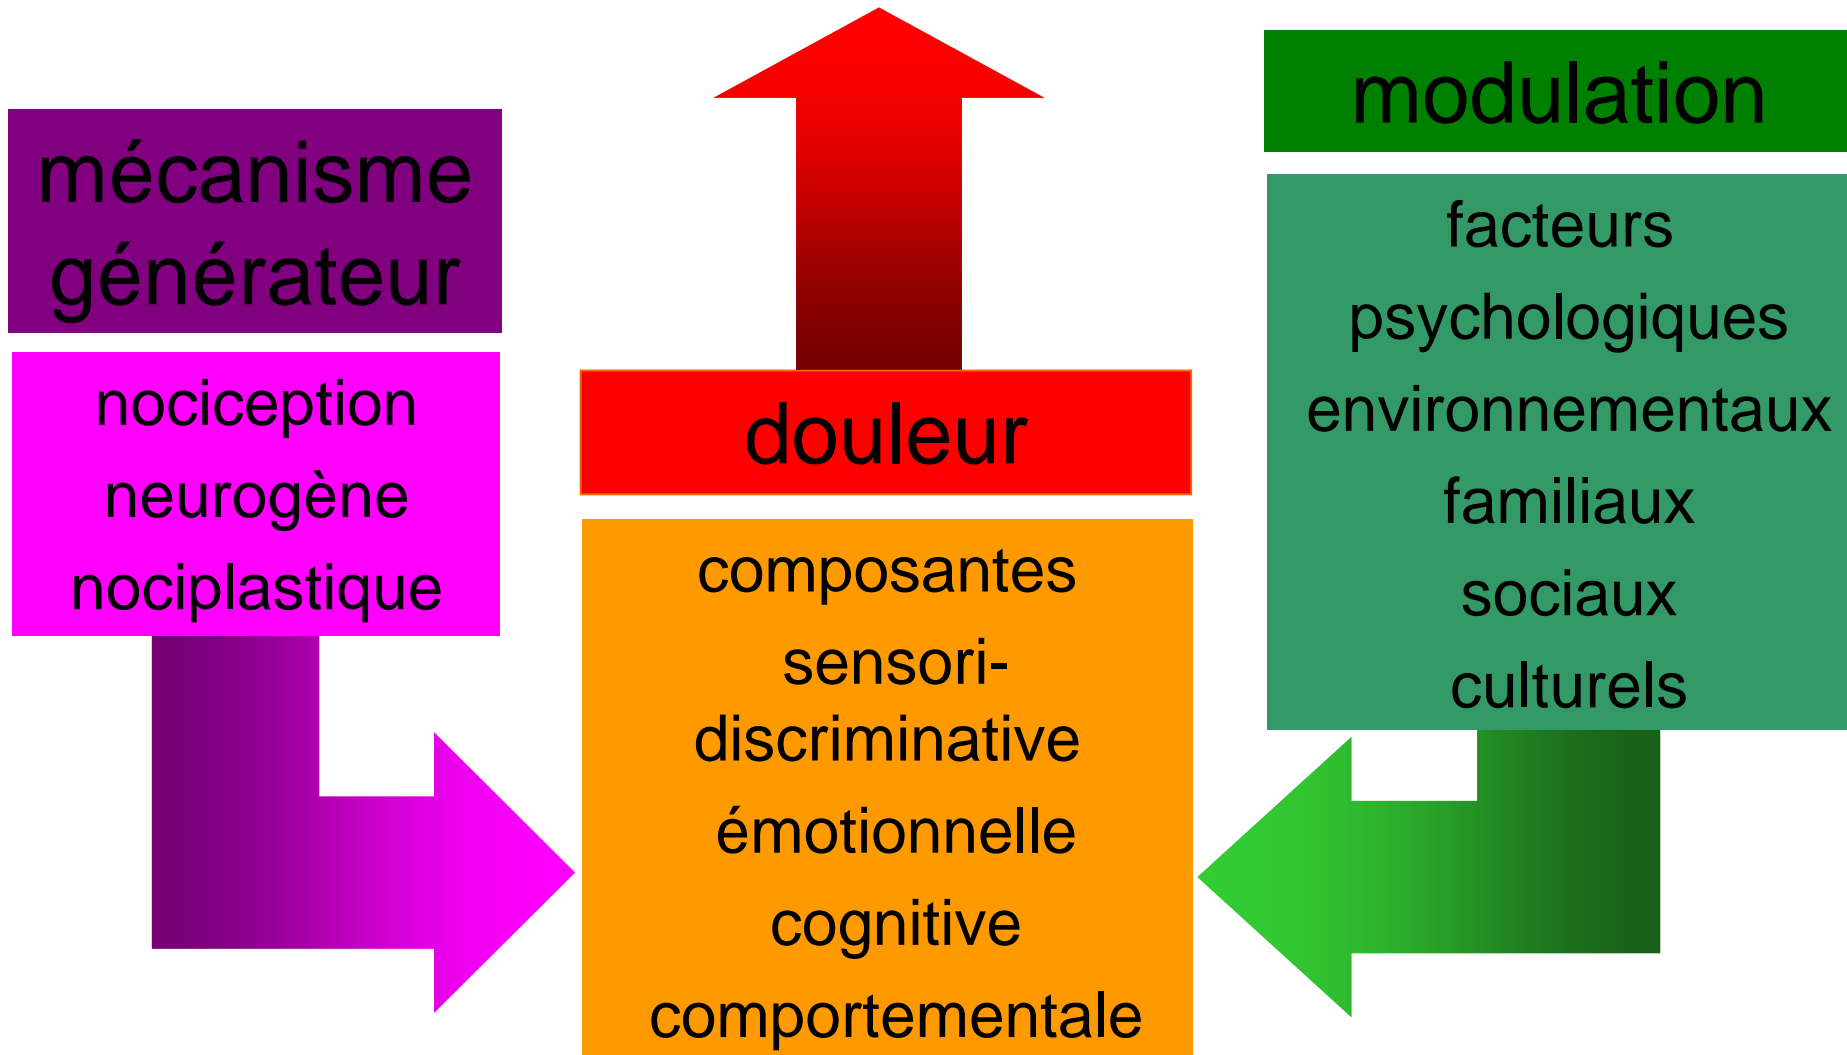 mécanisme
générateur
nociception
neurogène
nociplastique
douleur
composantes
sensori-
discriminative
émotionnelle
cognitive
comportementale
modulation
facteurs
psychologiques
environnementaux
familiaux
sociaux
culturels